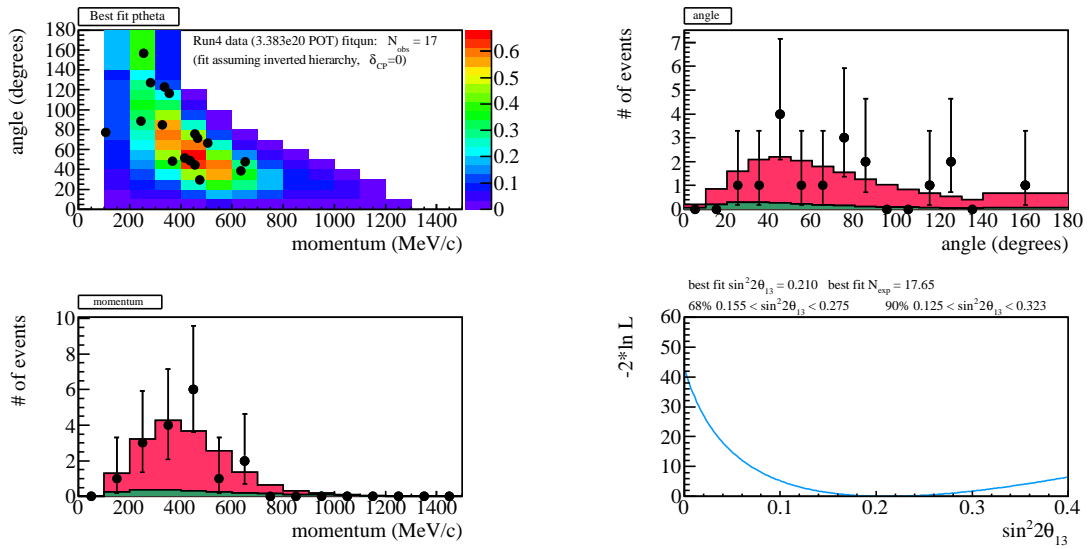 Best fit ptheta
Run4 data (3.383e20 POT) fitqun: N_obs = 17
(fit assuming inverted hierarchy, δ_CP=0)
angle (degrees)
180
160
140
120
100
80
60
40
20
0
0 200 400 600 800 1000 1200 1400
momentum (MeV/c)
0.6
0.5
0.4
0.3
0.2
0.1
0
angle
# of events
7
6
5
4
3
2
1
0
0 20 40 60 80 100 120 140 160 180
angle (degrees)
momentum
# of events
10
8
6
4
2
0
0 200 400 600 800 1000 1200 1400
momentum (MeV/c)
best fit sin²2θ₁₃ = 0.210 best fit N_exp = 17.65
68% 0.155 < sin²2θ₁₃ < 0.275 90% 0.125 < sin²2θ₁₃ < 0.323
-2*ln L
60
50
40
30
20
10
0
0 0.1 0.2 0.3 0.4
sin²2θ₁₃